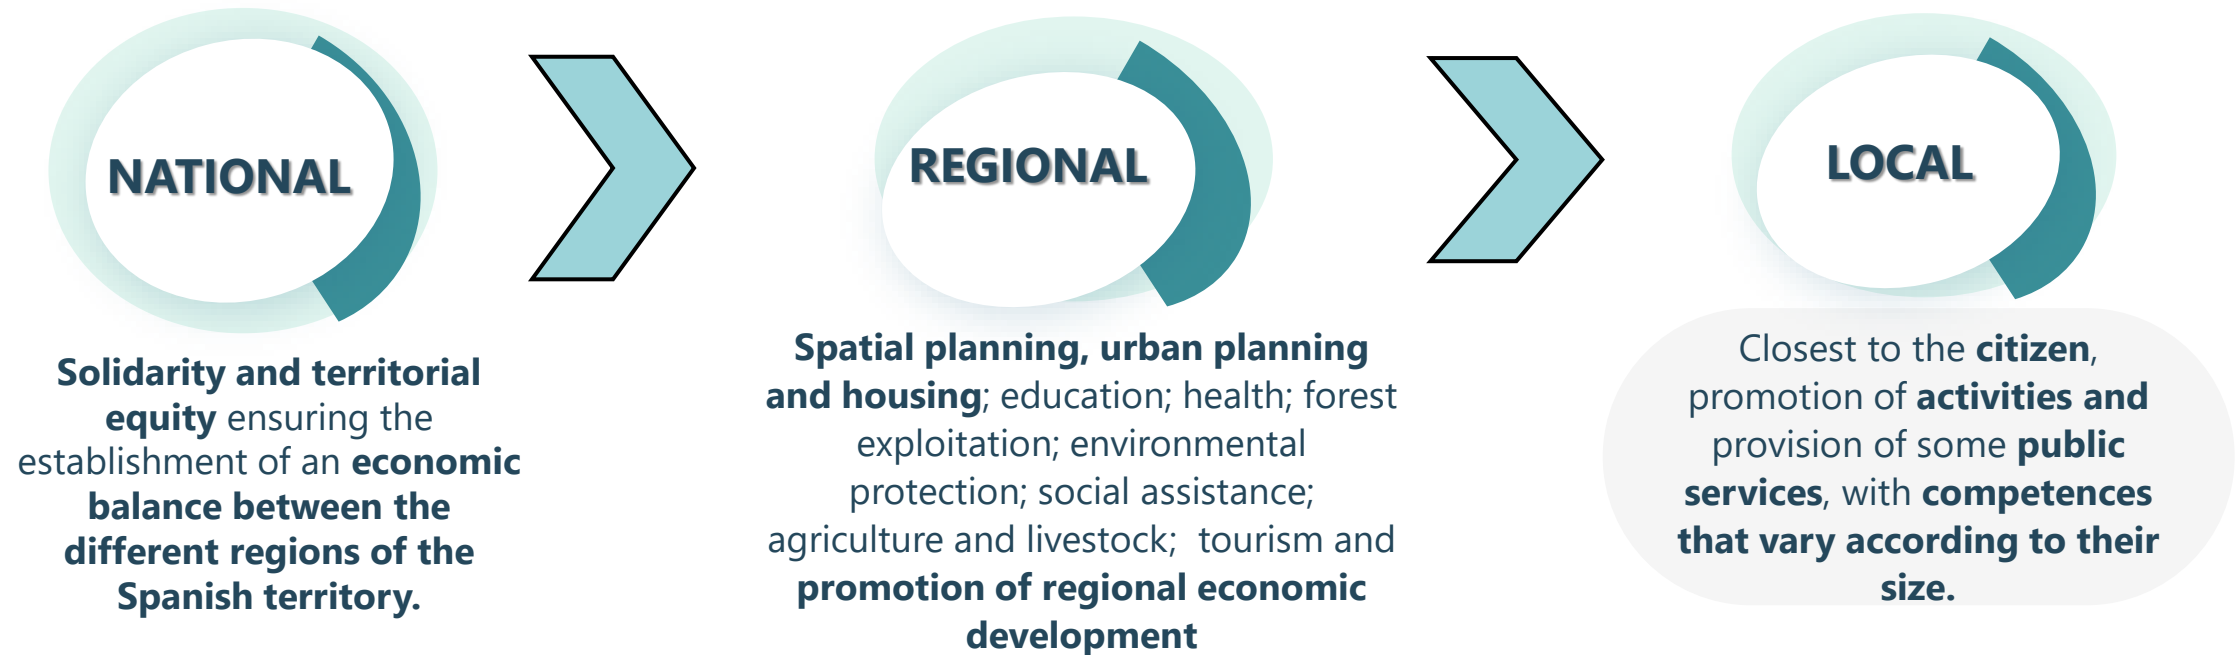 NATIONAL
Solidarity and territorial
equity ensuring the
establishment of an economic
balance between the
different regions of the
Spanish territory.
REGIONAL
Spatial planning, urban planning
and housing; education; health; forest
exploitation; environmental
protection; social assistance;
agriculture and livestock;  tourism and
promotion of regional economic
development
LOCAL
Closest to the citizen,
promotion of activities and
provision of some public
services, with competences
that vary according to their
size.